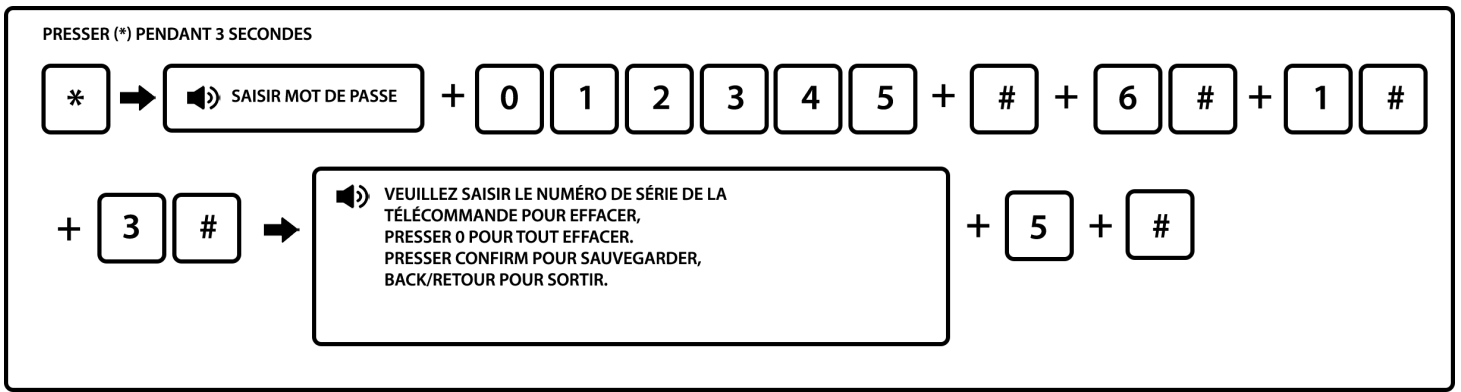 PRESSER (*) PENDANT 3 SECONDES
* SAISIR MOT DE PASSE + 0 1 2 3 4 5 + # + 6 # + 1 #
+ 3 # VEUILLEZ SAISIR LE NUMÉRO DE SÉRIE DE LA
TÉLÉCOMMANDE POUR EFFACER,
PRESSER 0 POUR TOUT EFFACER.
PRESSER CONFIRM POUR SAUVEGARDER,
BACK/RETOUR POUR SORTIR.
+ 5 + #